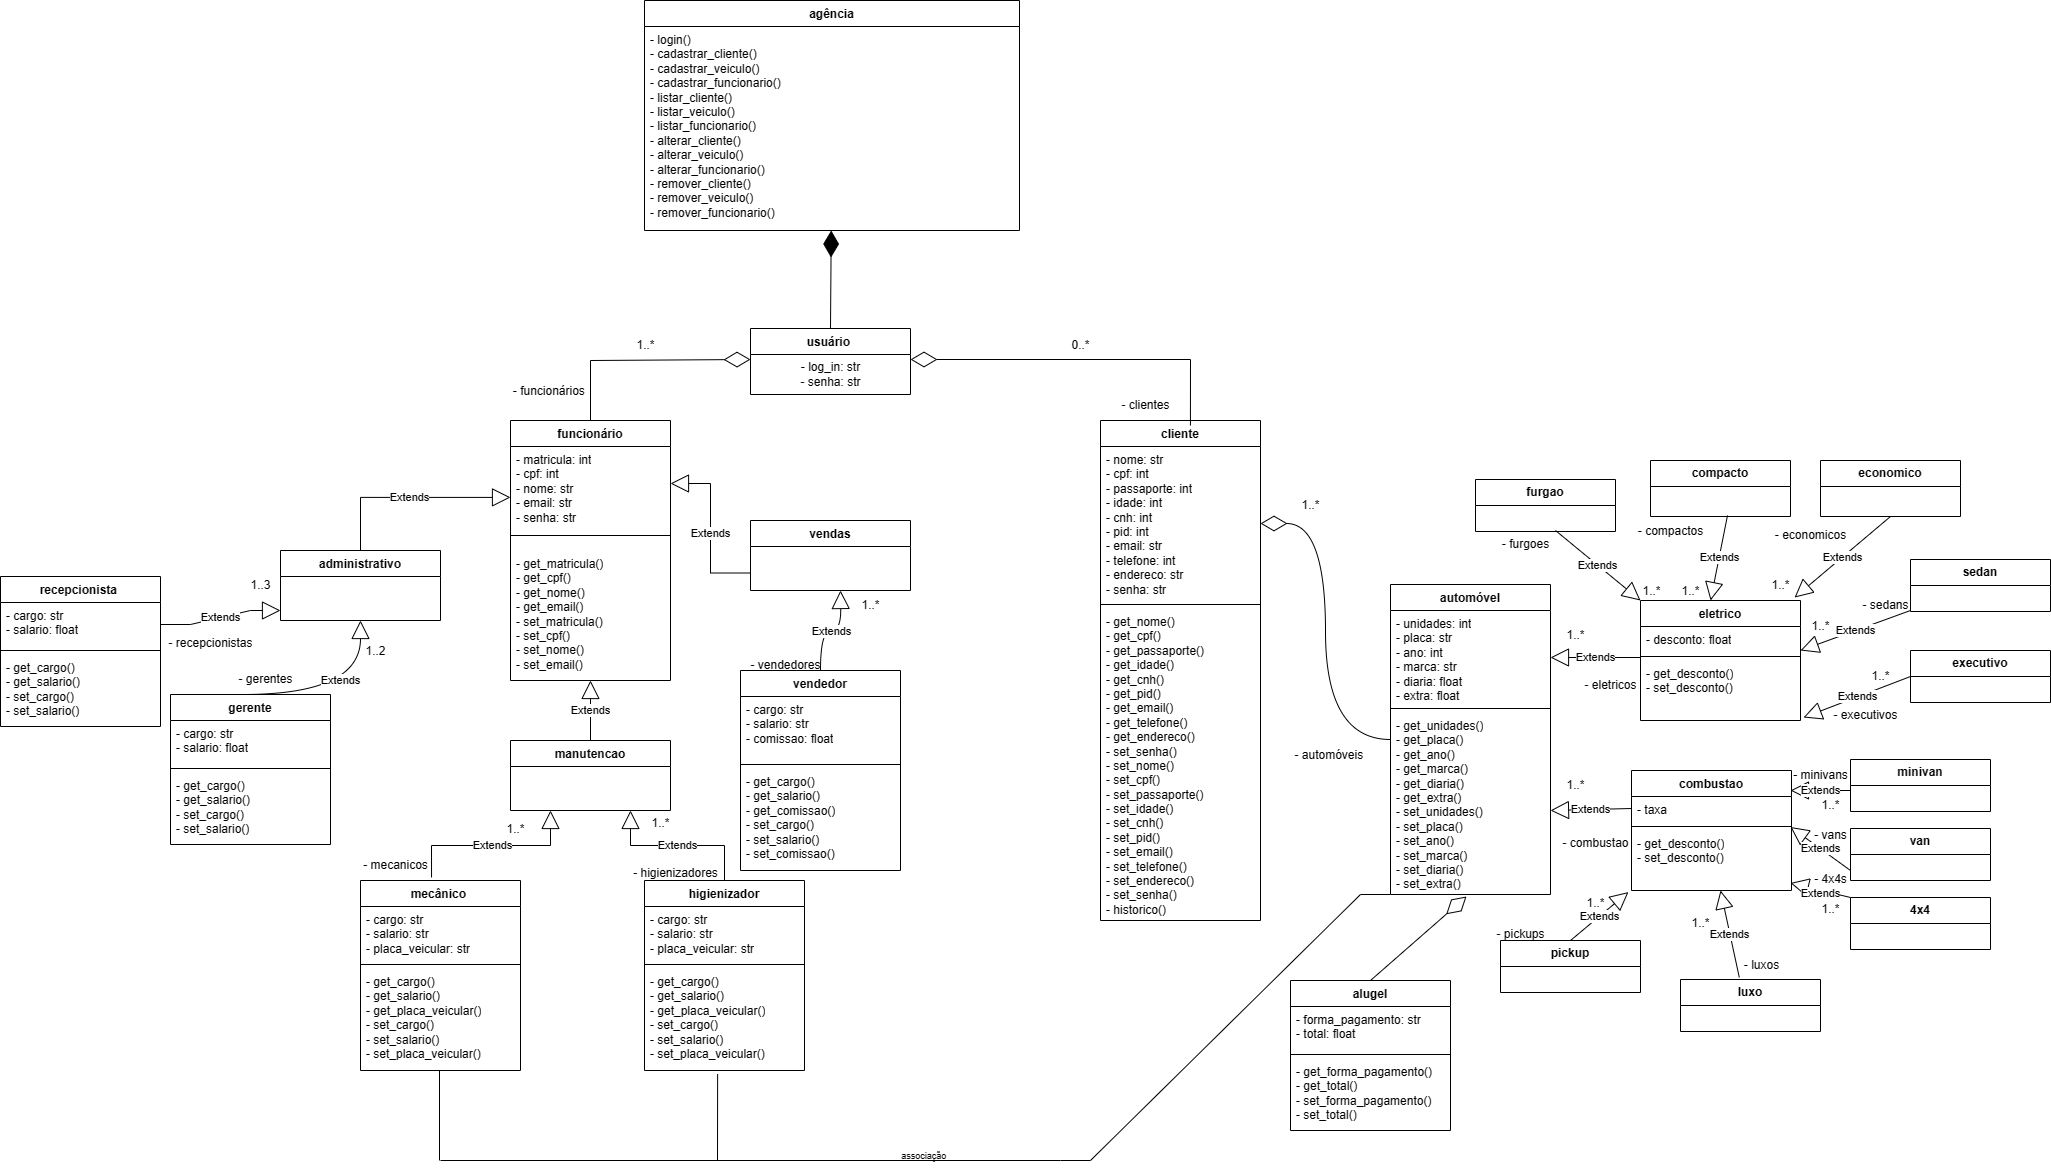 agência
- login()
- cadastrar_cliente()
- cadastrar_veiculo()
- cadastrar_funcionario()
- listar_cliente()
- listar_veiculo()
- listar_funcionario()
- alterar_cliente()
- alterar_veiculo()
- alterar_funcionario()
- remover_cliente()
- remover_veiculo()
- remover_funcionario()
usuário
- log_in: str
- senha: str
1..*
- funcionários
0..*
- clientes
funcionário
- matricula: int
- cpf: int
- nome: str
- email: str
- senha: str
- get_matricula()
- get_cpf()
- get_nome()
- get_email()
- set_matricula()
- set_cpf()
- set_nome()
- set_email()
Extends
administrativo
1..3
Extends
- recepcionistas
recepcionista
- cargo: str
- salario: float
- get_cargo()
- get_salario()
- set_cargo()
- set_salario()
1..2
- gerentes
Extends
gerente
- cargo: str
- salario: float
- get_cargo()
- get_salario()
- set_cargo()
- set_salario()
Extends
vendas
1..*
Extends
- vendedores
vendedor
- cargo: str
- salario: str
- comissao: float
- get_cargo()
- get_salario()
- get_comissao()
- set_cargo()
- set_salario()
- set_comissao()
Extends
manutencao
1..*
Extends
- mecanicos
mecânico
- cargo: str
- salario: str
- placa_veicular: str
- get_cargo()
- get_salario()
- get_placa_veicular()
- set_cargo()
- set_salario()
- set_placa_veicular()
1..*
Extends
- higienizadores
higienizador
- cargo: str
- salario: str
- placa_veicular: str
- get_cargo()
- get_salario()
- get_placa_veicular()
- set_cargo()
- set_salario()
- set_placa_veicular()
associação
cliente
- nome: str
- cpf: int
- passaporte: int
- idade: int
- cnh: int
- pid: int
- email: str
- telefone: int
- endereco: str
- senha: str
- get_nome()
- get_cpf()
- get_passaporte()
- get_idade()
- get_cnh()
- get_pid()
- get_email()
- get_telefone()
- get_endereco()
- set_senha()
- set_nome()
- set_cpf()
- set_passaporte()
- set_idade()
- set_cnh()
- set_pid()
- set_email()
- set_telefone()
- set_endereco()
- set_senha()
- historico()
1..*
- automóveis
automóvel
- unidades: int
- placa: str
- ano: int
- marca: str
- diaria: float
- extra: float
- get_unidades()
- get_placa()
- get_ano()
- get_marca()
- get_diaria()
- get_extra()
- set_unidades()
- set_placa()
- set_ano()
- set_marca()
- set_diaria()
- set_extra()
alugel
- forma_pagamento: str
- total: float
- get_forma_pagamento()
- get_total()
- set_forma_pagamento()
- set_total()
1..*
Extends
- eletricos
eletrico
- desconto: float
- get_desconto()
- set_desconto()
furgao
- furgoes
Extends
1..*
compacto
- compactos
Extends
1..*
economico
- economicos
Extends
1..*
sedan
- sedans
1..*
Extends
executivo
1..*
Extends
- executivos
1..*
Extends
- combustao
combustao
- taxa
- get_desconto()
- set_desconto()
minivan
- minivans
Extends
1..*
van
- vans
Extends
4x4
- 4x4s
Extends
1..*
1..*
Extends
- pickups
pickup
1..*
Extends
- luxos
luxo